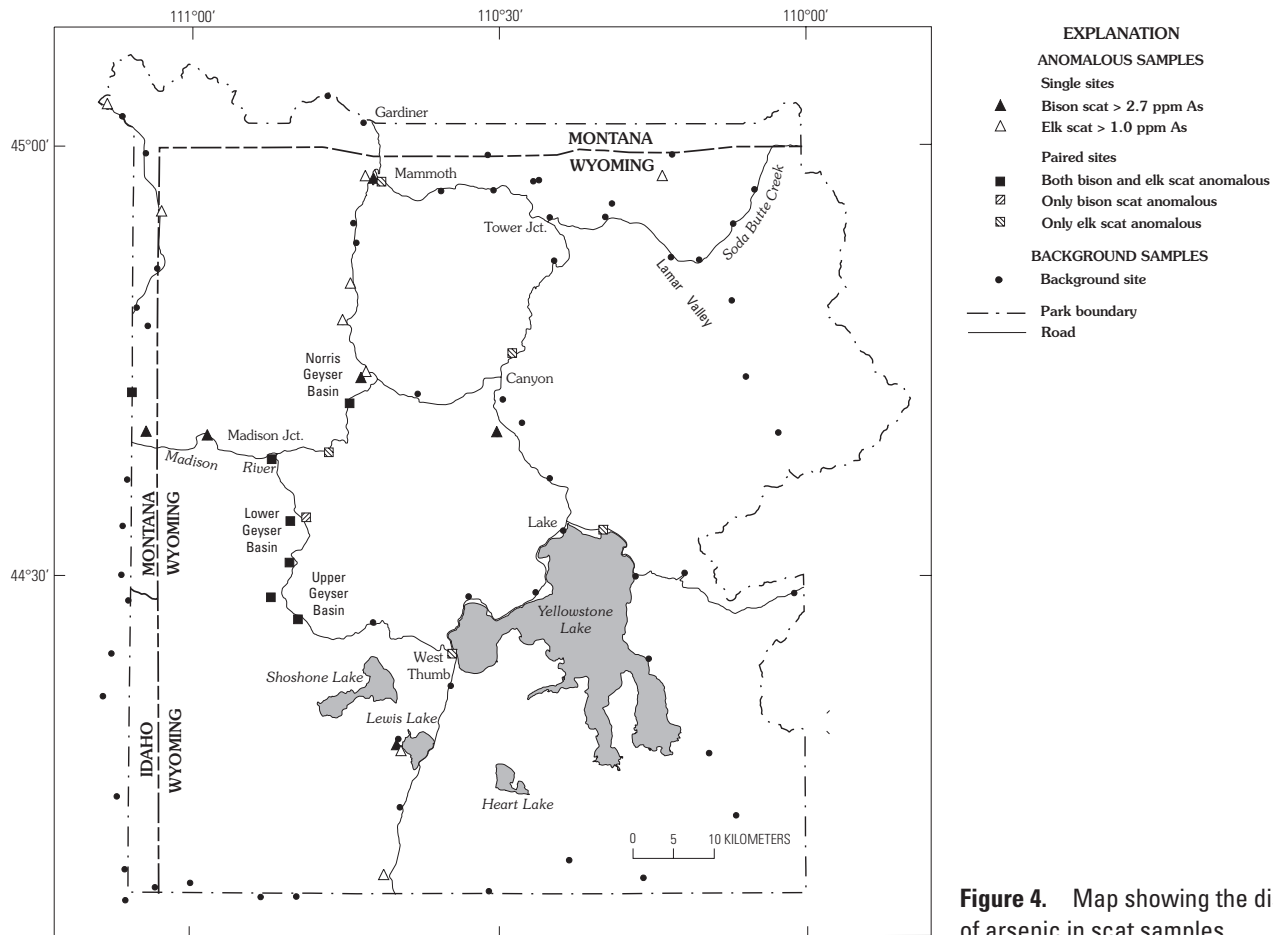 111°00′
110°30′
110°00′
45°00′
44°30′
Gardiner
MONTANA
WYOMING
Mammoth
Tower Jct.
Soda Butte Creek
Lamar Valley
Norris
Geyser
Basin
Canyon
Madison Jct.
Madison
River
MONTANA
WYOMING
Lower
Geyser
Basin
Lake
Upper
Geyser
Basin
Yellowstone
Lake
West
Thumb
Shoshone Lake
Lewis Lake
IDAHO
WYOMING
Heart Lake
0 5 10 KILOMETERS
EXPLANATION
ANOMALOUS SAMPLES
Single sites
Bison scat > 2.7 ppm As
Elk scat > 1.0 ppm As
Paired sites
Both bison and elk scat anomalous
Only bison scat anomalous
Only elk scat anomalous
BACKGROUND SAMPLES
Background site
Park boundary
Road
Figure 4. Map showing the di
of arsenic in scat samples